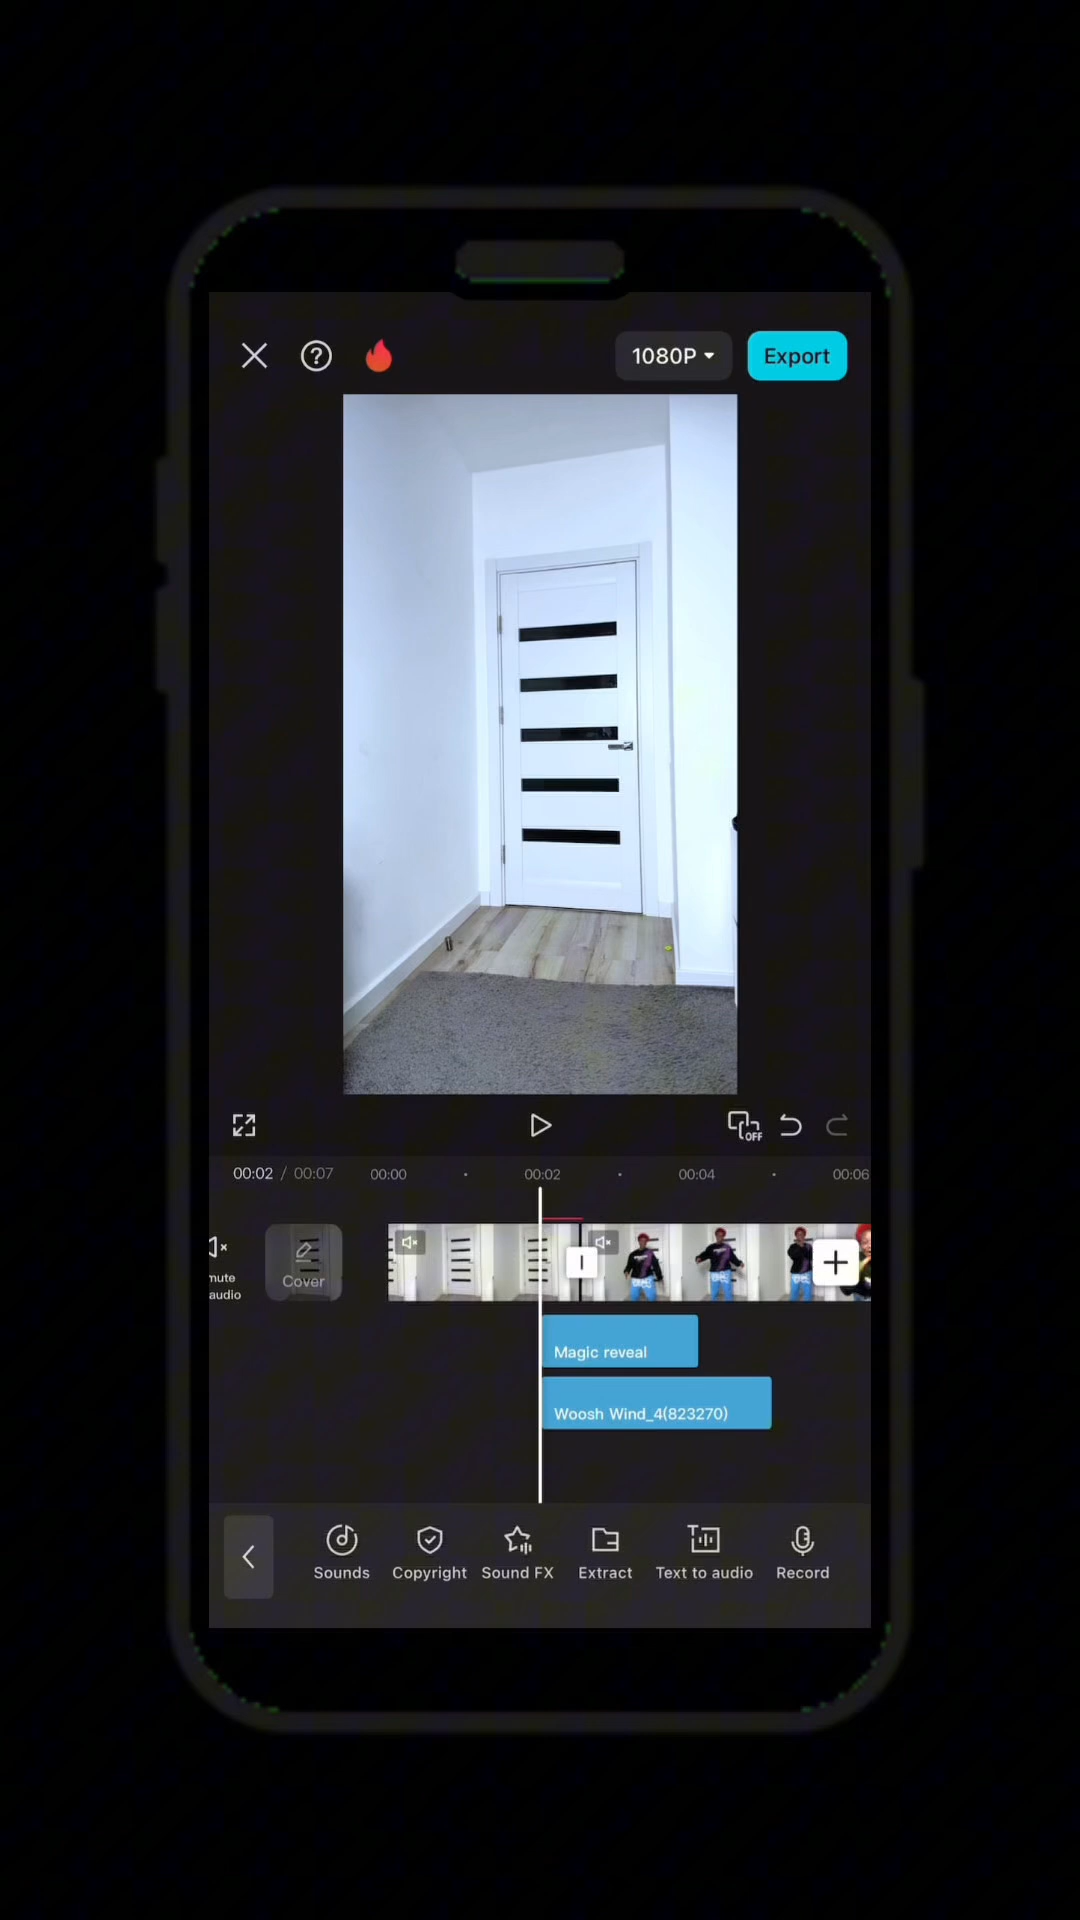 1080P
Export
OFF
00:02 / 00:07
00:00
00:02
00:04
00:06
mute
audio
Cover
Magic reveal
Woosh Wind_4(823270)
Sounds
Copyright
Sound FX
Extract
Text to audio
Record